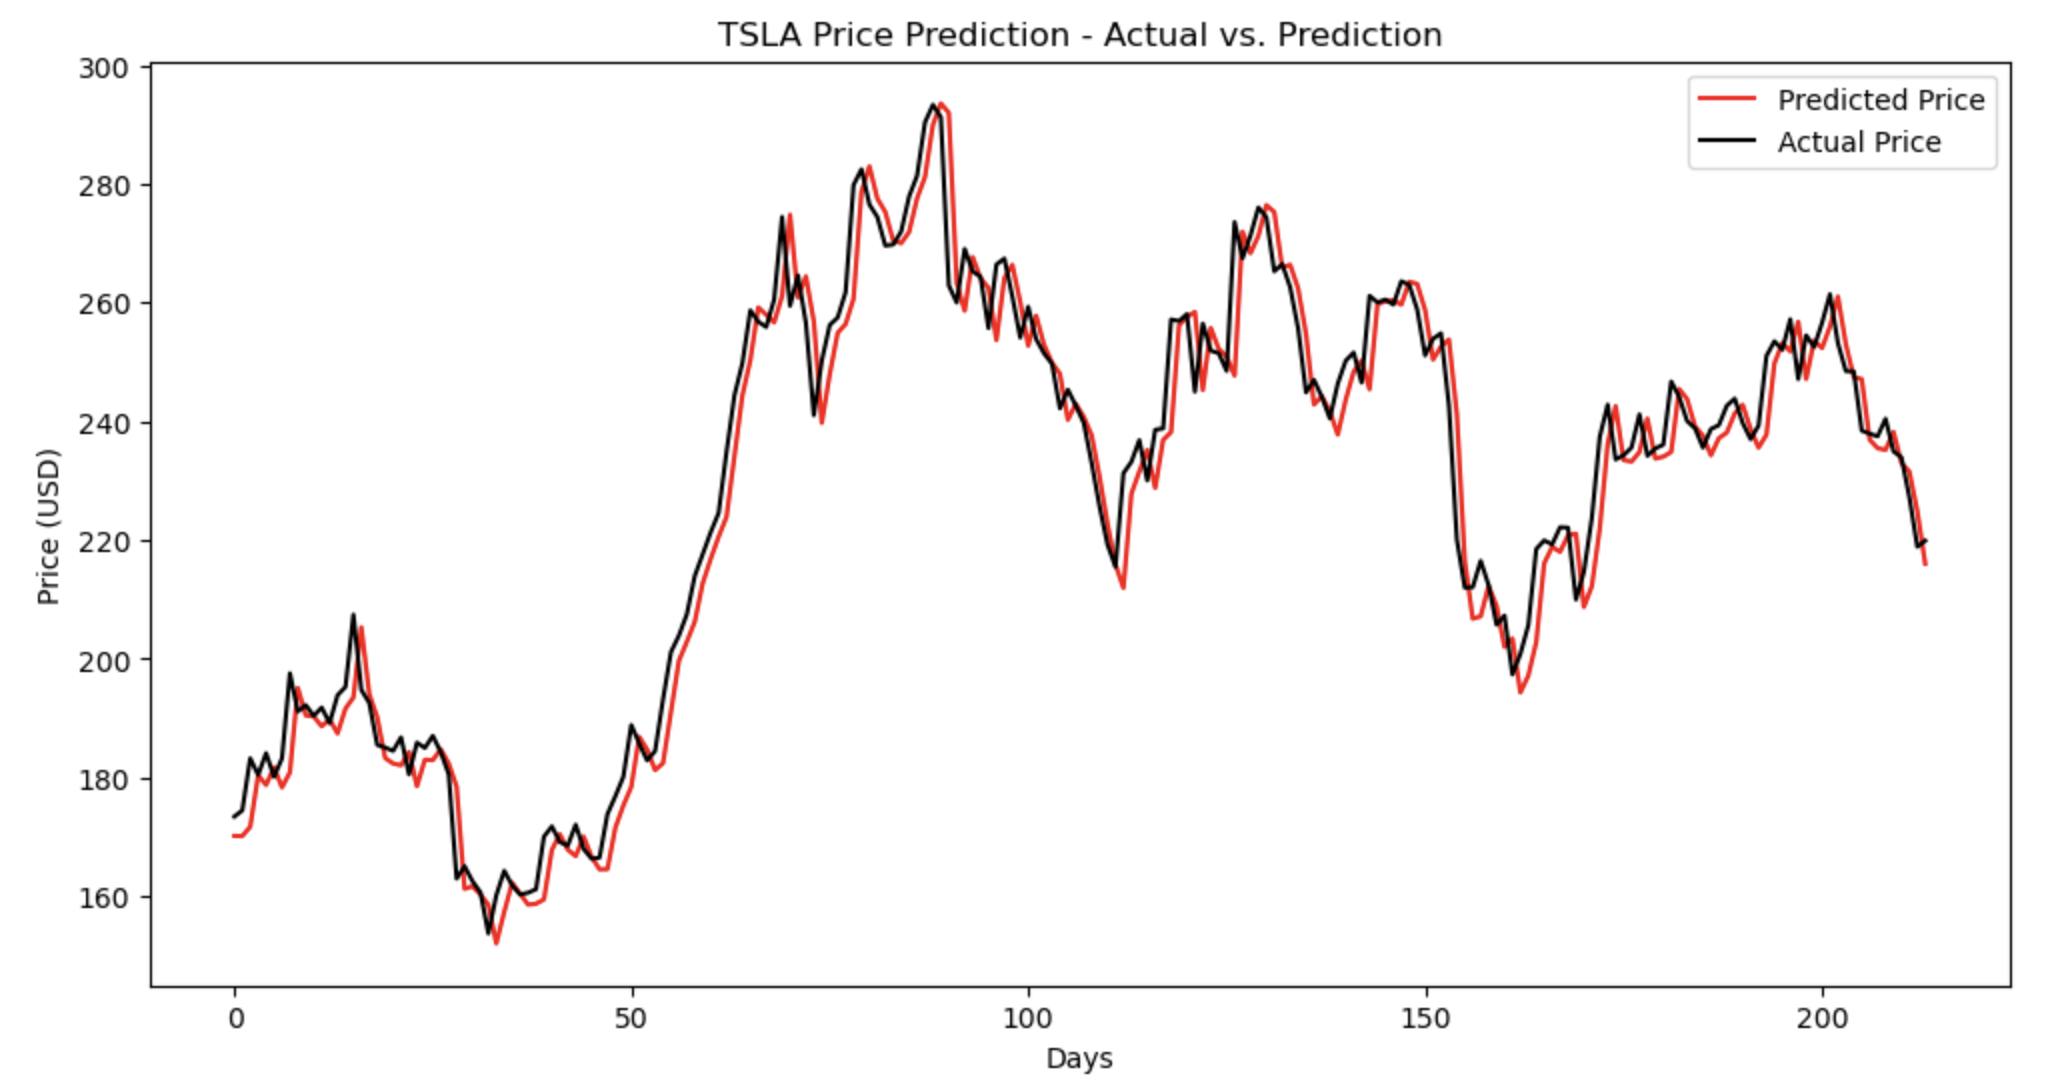 TSLA Price Prediction - Actual vs. Prediction
Predicted Price
Actual Price
Price (USD)
300
280
260
240
220
200
180
160
0 50 100 150 200
Days